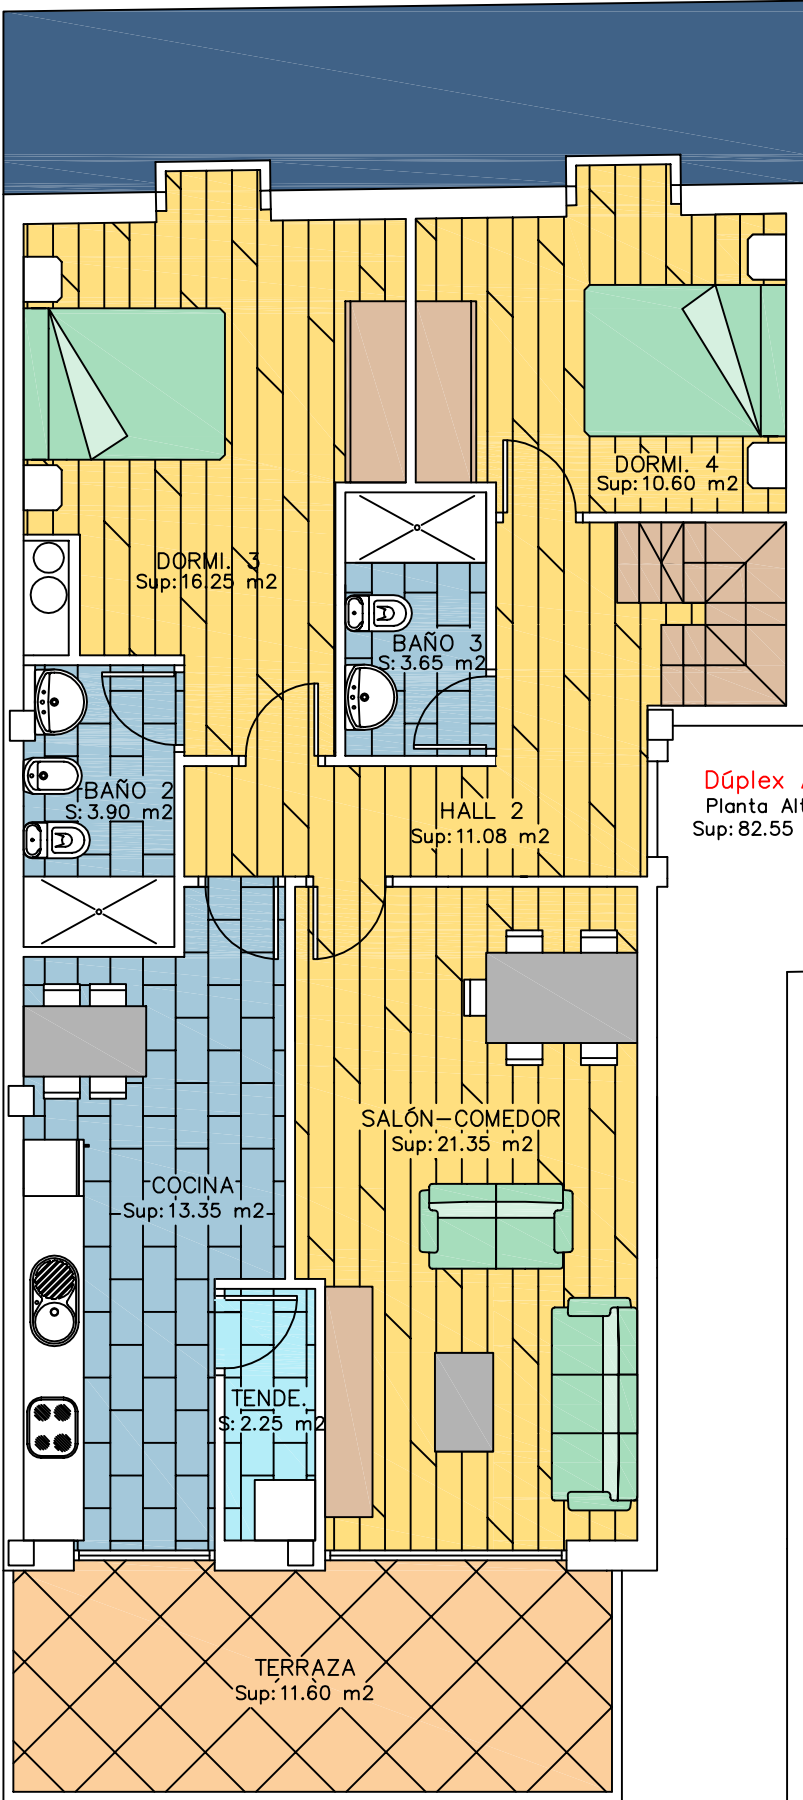 DORMI. 4
Sup:10.60 m2
DORMI. 3
Sup:16.25 m2
BAÑO 3
S:3.65 m2
BAÑO 2
S:3.90 m2
HALL 2
Sup:11.08 m2
Dúplex
Planta Alt
Sup:82.55
SALÓN-COMEDOR
Sup:21.35 m2
COCINA
Sup:13.35 m2
TENDE.
S:2.25 m2
TERRAZA
Sup:11.60 m2